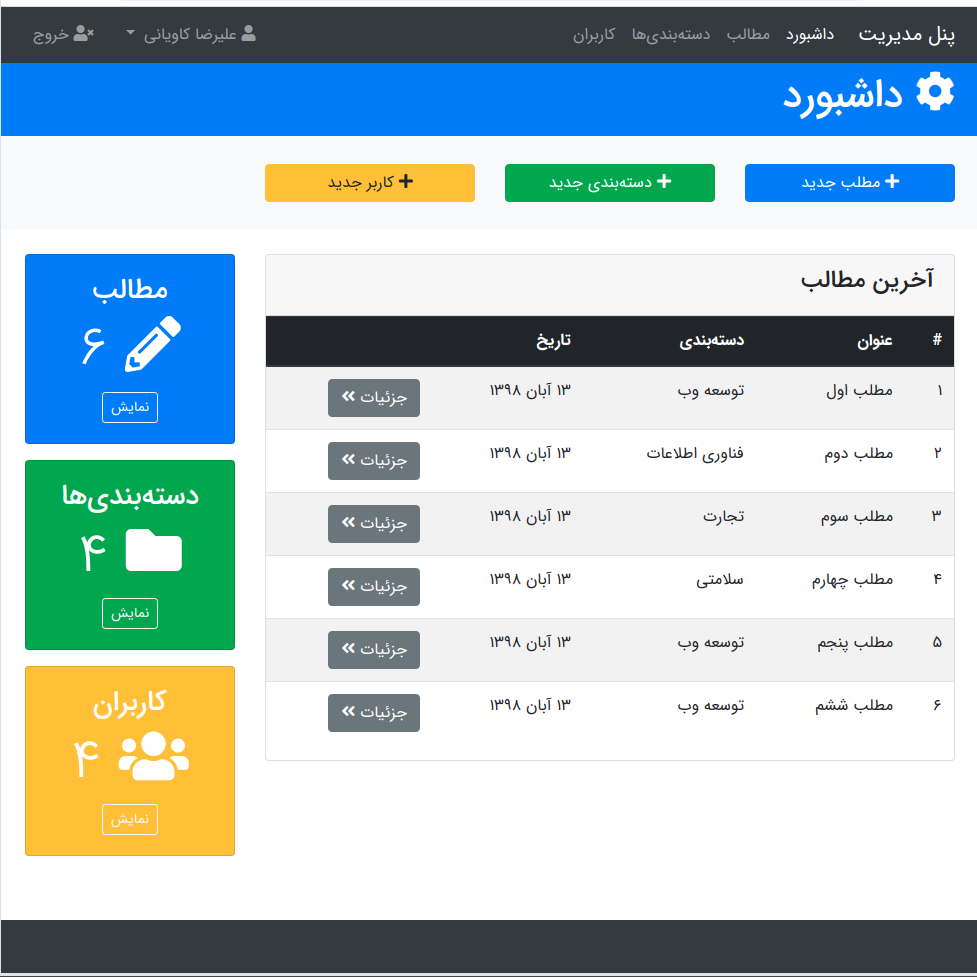 پنل مدیریت داشبورد مطالب دسته‌بندی‌ها کاربران علیرضا کاویانی خروج
داشبورد
مطلب جدید دسته‌بندی جدید کاربر جدید
آخرین مطالب
# عنوان دسته‌بندی تاریخ
۱ مطلب اول توسعه وب ۱۳ آبان ۱۳۹۸ جزئیات
۲ مطلب دوم فناوری اطلاعات ۱۳ آبان ۱۳۹۸ جزئیات
۳ مطلب سوم تجارت ۱۳ آبان ۱۳۹۸ جزئیات
۴ مطلب چهارم سلامتی ۱۳ آبان ۱۳۹۸ جزئیات
۵ مطلب پنجم توسعه وب ۱۳ آبان ۱۳۹۸ جزئیات
۶ مطلب ششم توسعه وب ۱۳ آبان ۱۳۹۸ جزئیات
مطالب
۶
نمایش
دسته‌بندی‌ها
۴
نمایش
کاربران
۴
نمایش